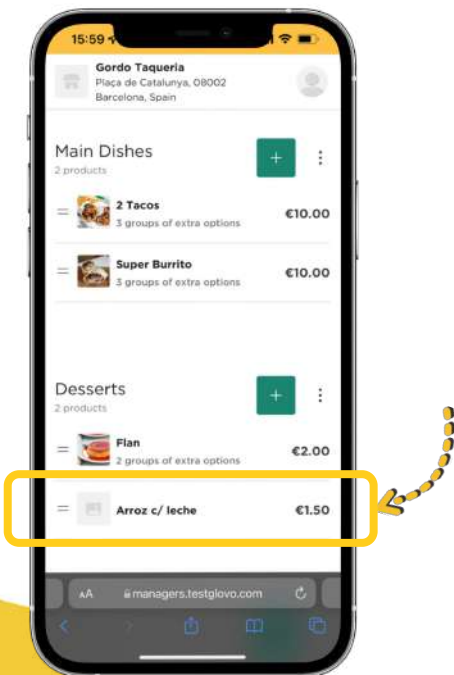 15:59
Gordo Taqueria
Plaça de Catalunya, 08002
Barcelona, Spain
Main Dishes
2 products
+
2 Tacos
3 groups of extra options
€10.00
Super Burrito
3 groups of extra options
€10.00
Desserts
2 products
+
Flan
2 groups of extra options
€2.00
Arroz c/ leche
€1.50
AA
managers.testglovo.com